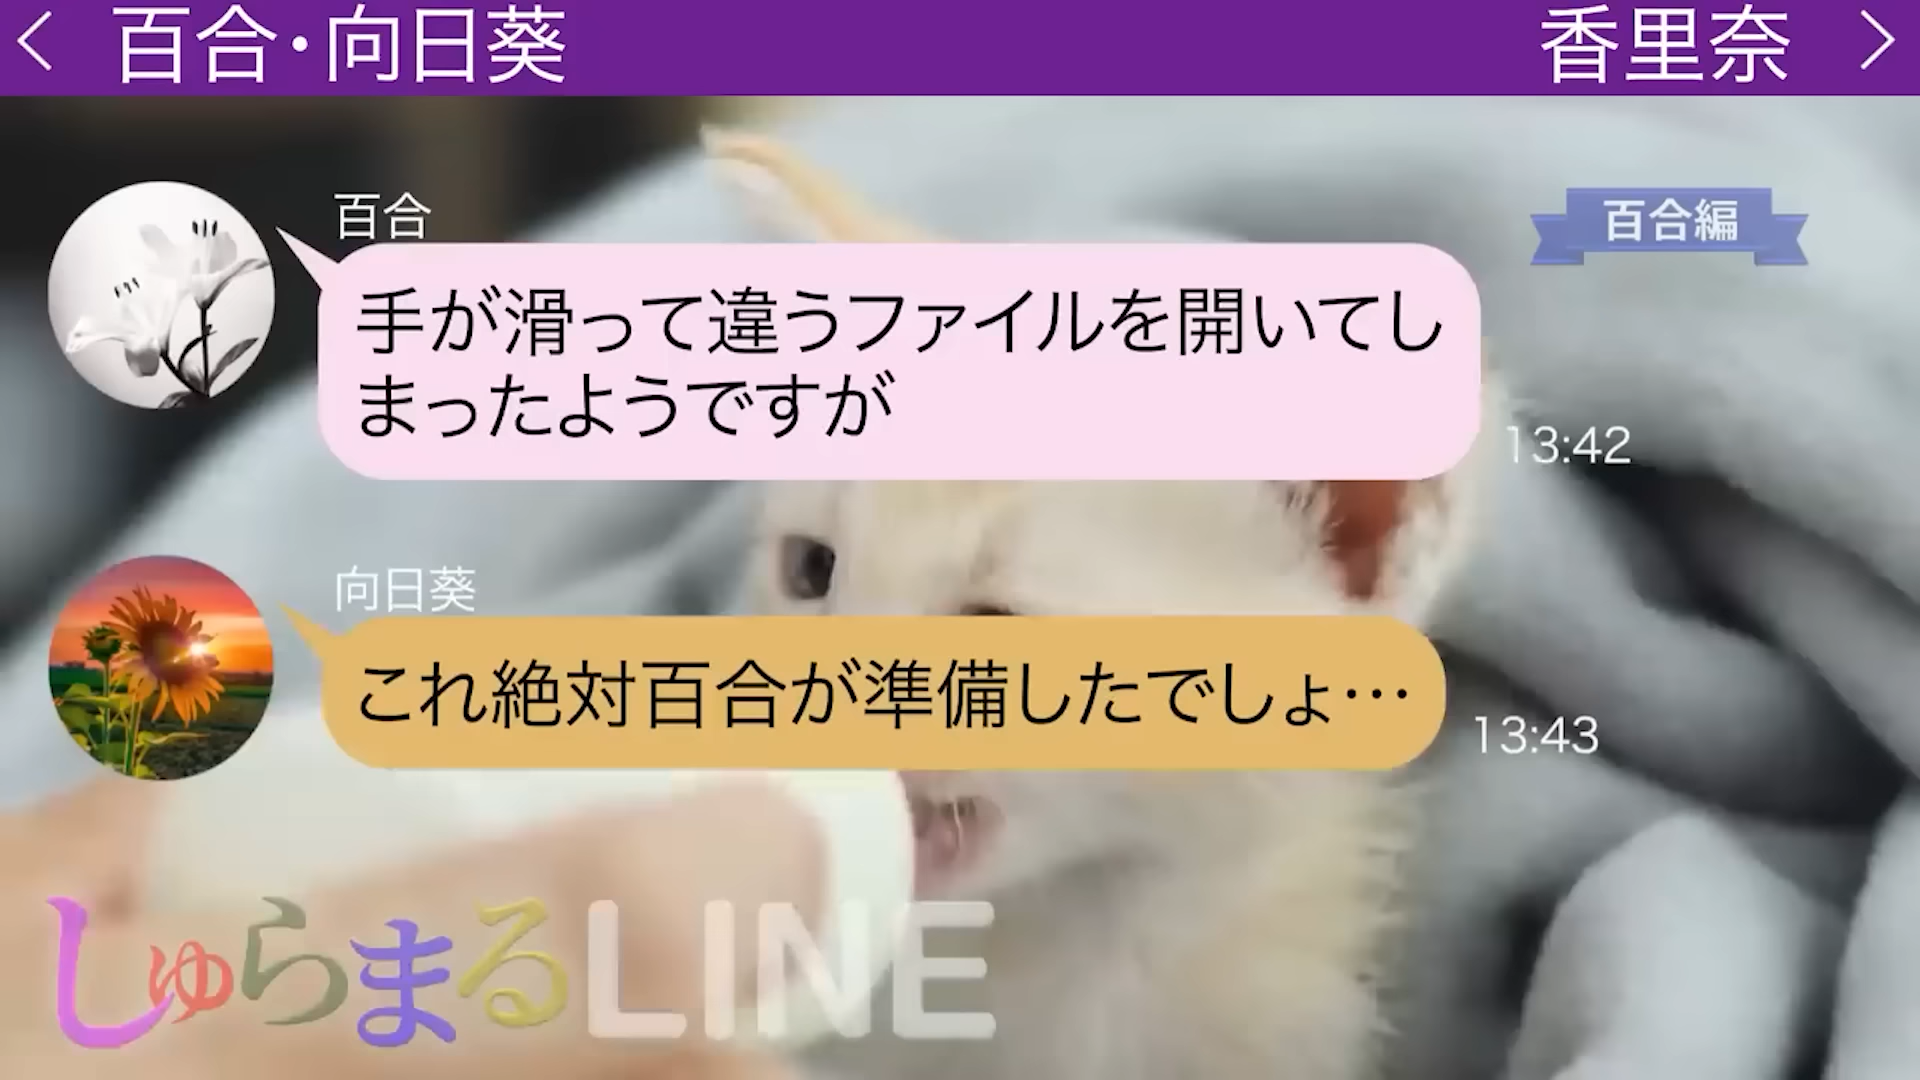 百合・向日葵
香里奈
百合編
百合
手が滑って違うファイルを開いてし
まったようですが
13:42
向日葵
これ絶対百合が準備したでしょ…
13:43
しゅらまるLINE